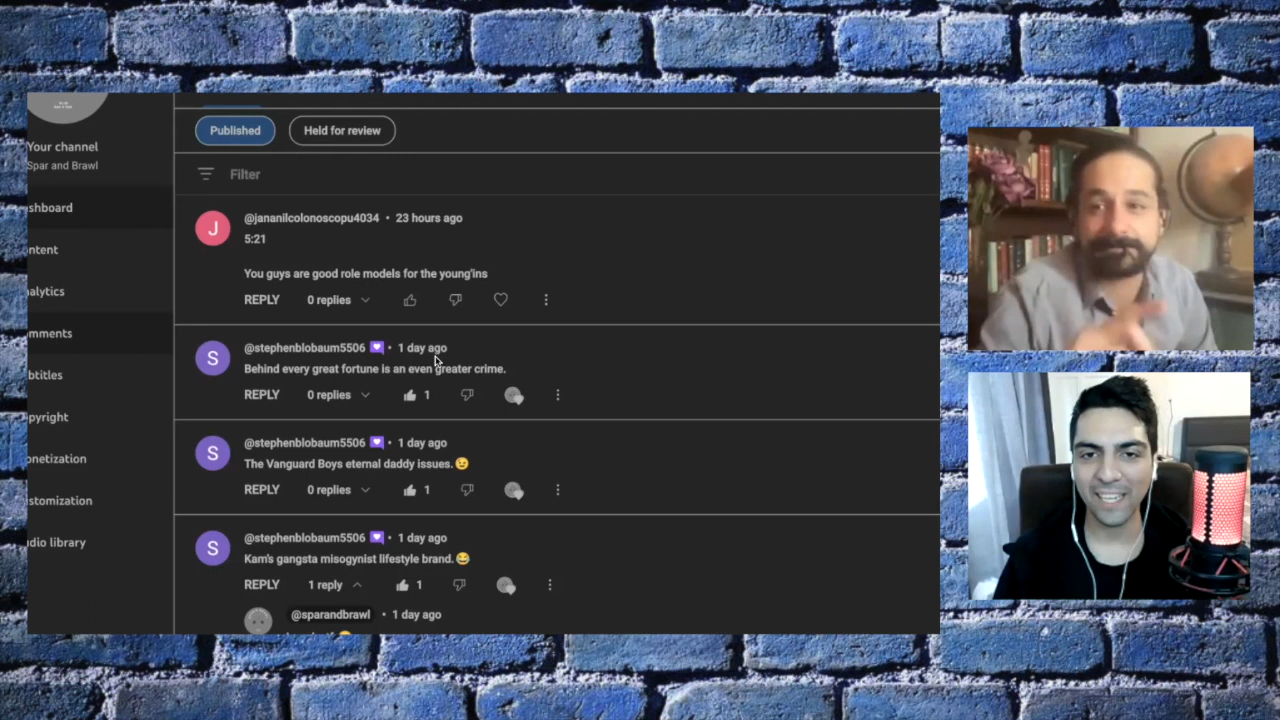 Published
Held for review
Your channel
Spar and Brawl
Filter
shboard
ntent
alytics
mments
btitles
pyright
onetization
stomization
dio library
@jananilcolonoscopu4034 • 23 hours ago
5:21
You guys are good role models for the young'ins
REPLY 0 replies
@stephenblobaum5506 • 1 day ago
Behind every great fortune is an even greater crime.
REPLY 0 replies 1
@stephenblobaum5506 • 1 day ago
The Vanguard Boys eternal daddy issues. 😉
REPLY 0 replies 1
@stephenblobaum5506 • 1 day ago
Kam's gangsta misogynist lifestyle brand. 😂
REPLY 1 reply 1
@sparandbrawl • 1 day ago
J
S
S
S